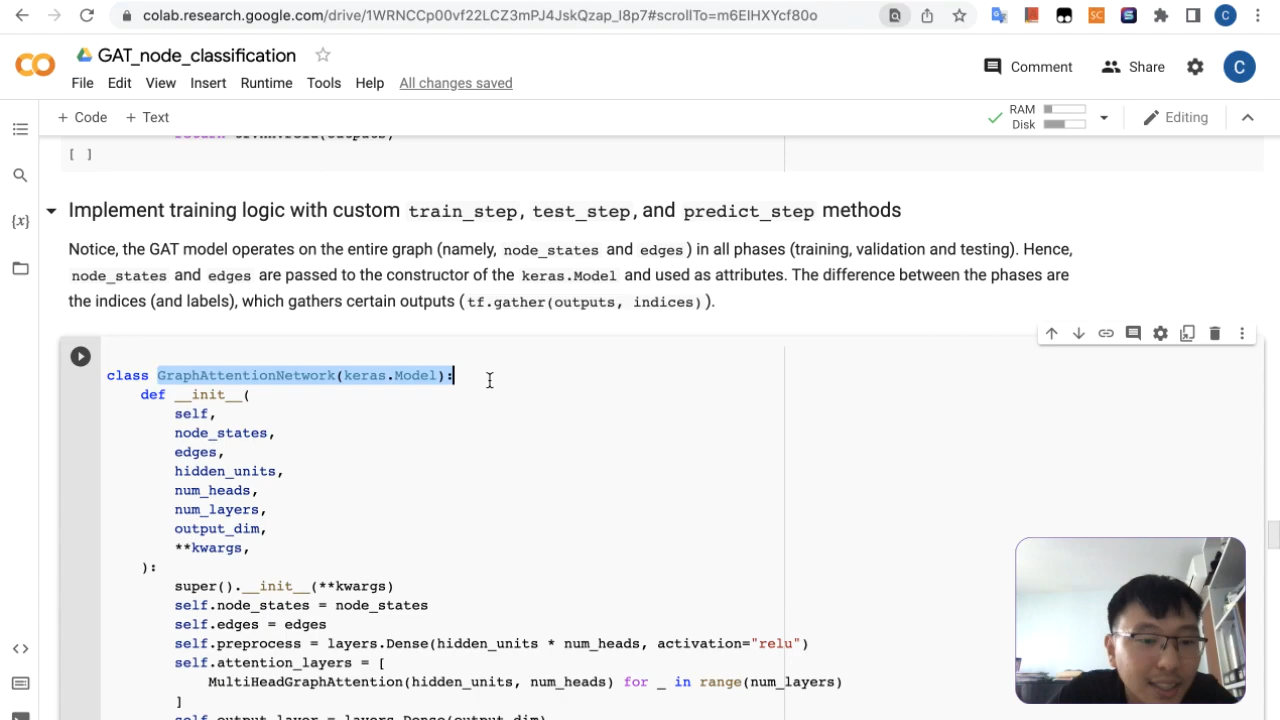 colab.research.google.com/drive/1WRNCCp00vf22LCZ3mPJ4JskQzap_I8p7#scrollTo=m6EIHXYcf80o
C
GAT_node_classification
File Edit View Insert Runtime Tools Help All changes saved
Comment Share C
+ Code + Text
RAM
Disk
Editing
[ ]
Implement training logic with custom train_step, test_step, and predict_step methods
Notice, the GAT model operates on the entire graph (namely, node_states and edges) in all phases (training, validation and testing). Hence,
node_states and edges are passed to the constructor of the keras.Model and used as attributes. The difference between the phases are
the indices (and labels), which gathers certain outputs (tf.gather(outputs, indices)).
class GraphAttentionNetwork(keras.Model):
def __init__(
self,
node_states,
edges,
hidden_units,
num_heads,
num_layers,
output_dim,
**kwargs,
):
super().__init__(**kwargs)
self.node_states = node_states
self.edges = edges
self.preprocess = layers.Dense(hidden_units * num_heads, activation="relu")
self.attention_layers = [
MultiHeadGraphAttention(hidden_units, num_heads) for _ in range(num_layers)
]
self.output_layer = layers.Dense(output_dim)